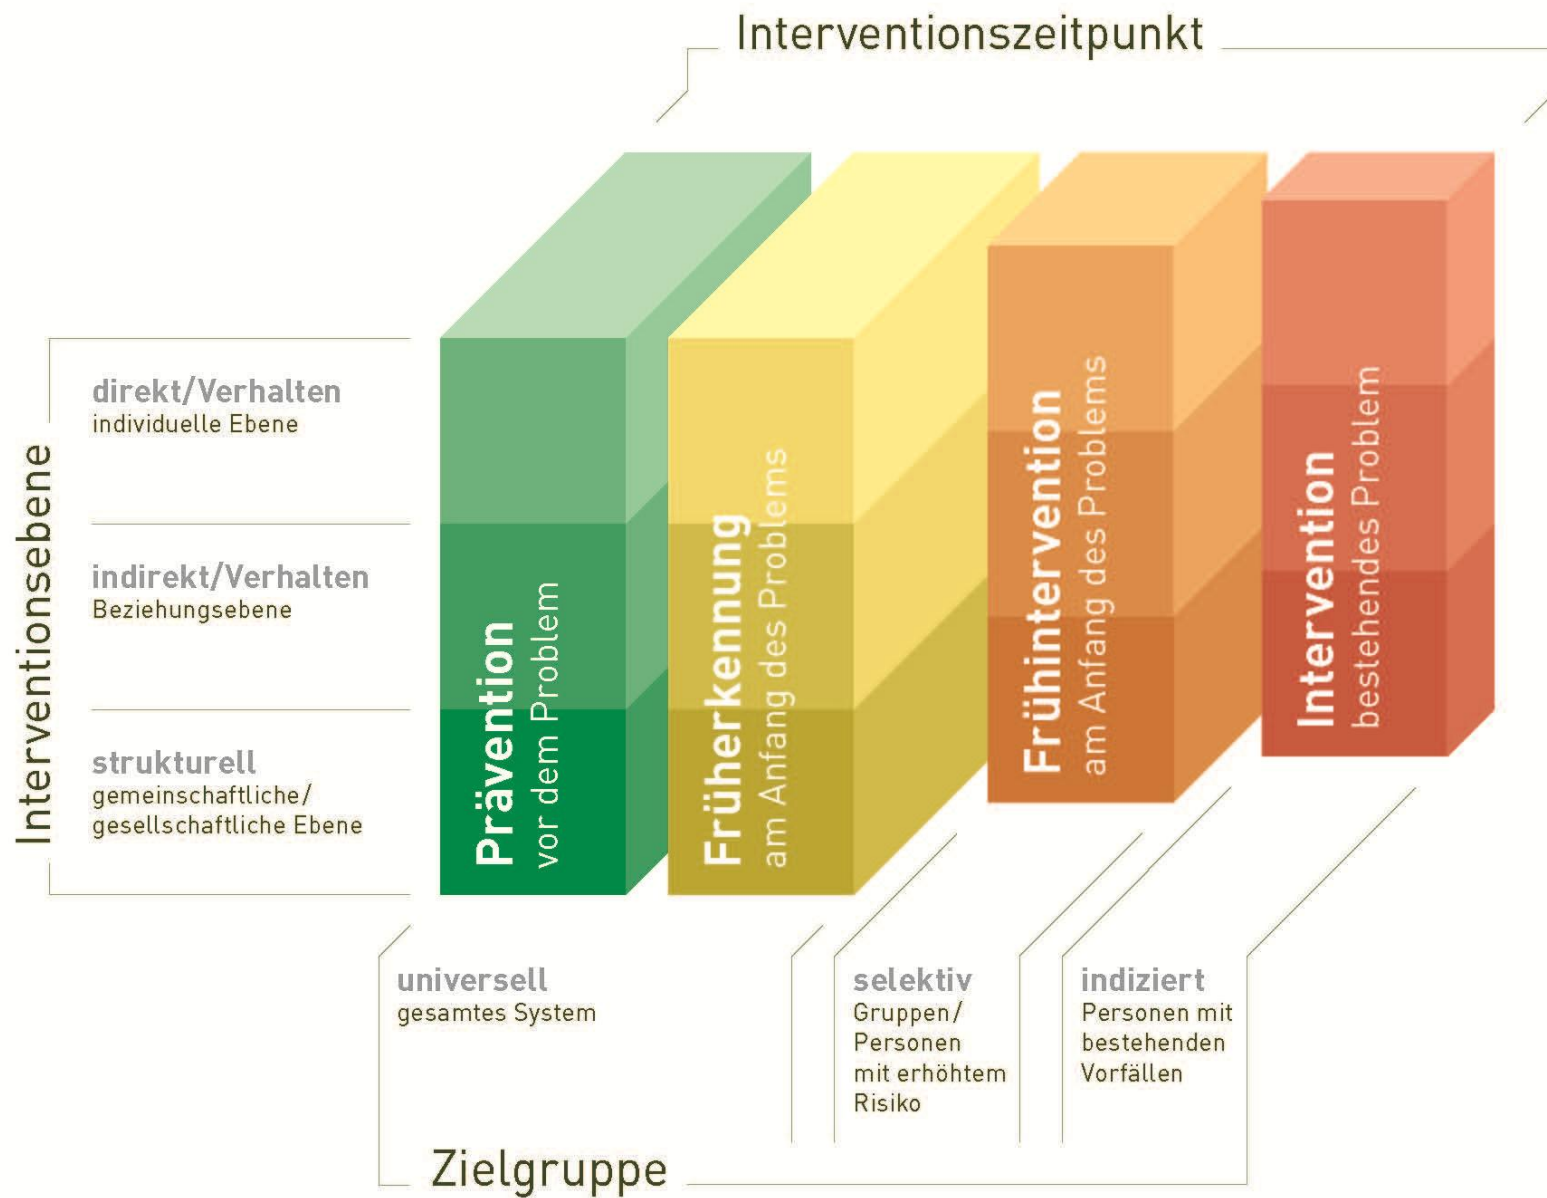 Interventionszeitpunkt
Interventionsebene
direkt/Verhalten
individuelle Ebene
indirekt/Verhalten
Beziehungsebene
strukturell
gemeinschaftliche/
gesellschaftliche Ebene
Prävention
vor dem Problem
Früherkennung
am Anfang des Problems
Frühintervention
am Anfang des Problems
Intervention
bestehendes Problem
universell
gesamtes System
selektiv
Gruppen/
Personen
mit erhöhtem
Risiko
indiziert
Personen mit
bestehenden
Vorfällen
Zielgruppe